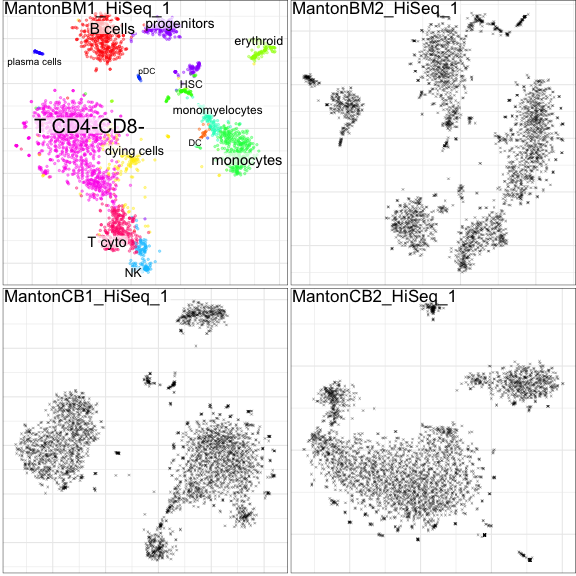 MantonBM1_HiSeq_1
MantonBM2_HiSeq_1
B cells
progenitors
erythroid
plasma cells
pDC
HSC
monomyelocytes
T CD4-CD8-
DC
dying cells
monocytes
T cyto
NK
MantonCB1_HiSeq_1
MantonCB2_HiSeq_1